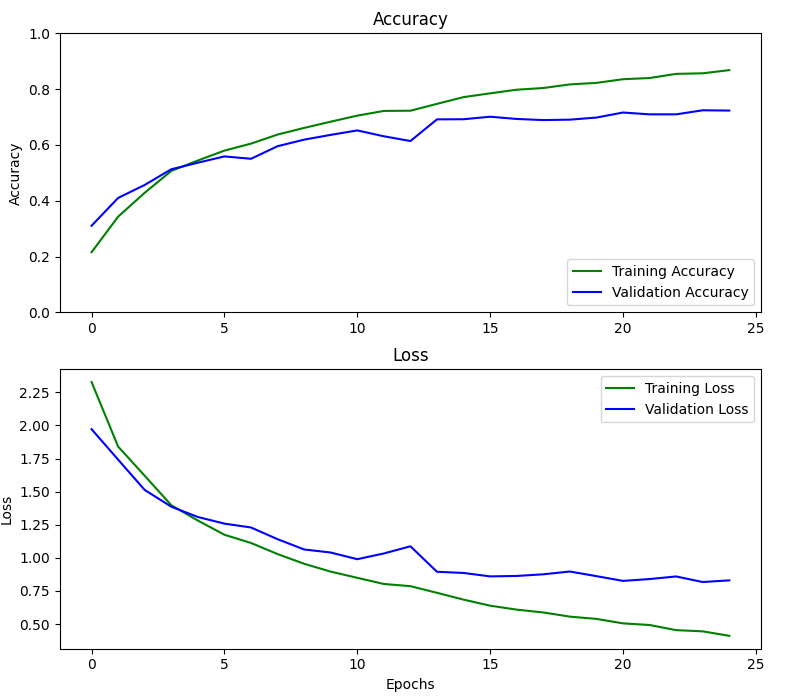 Accuracy
1.0
0.8
0.6
0.4
0.2
0.0
Accuracy
0 5 10 15 20 25
Training Accuracy
Validation Accuracy
Loss
2.25
2.00
1.75
1.50
1.25
1.00
0.75
0.50
Loss
Training Loss
Validation Loss
0 5 10 15 20 25
Epochs